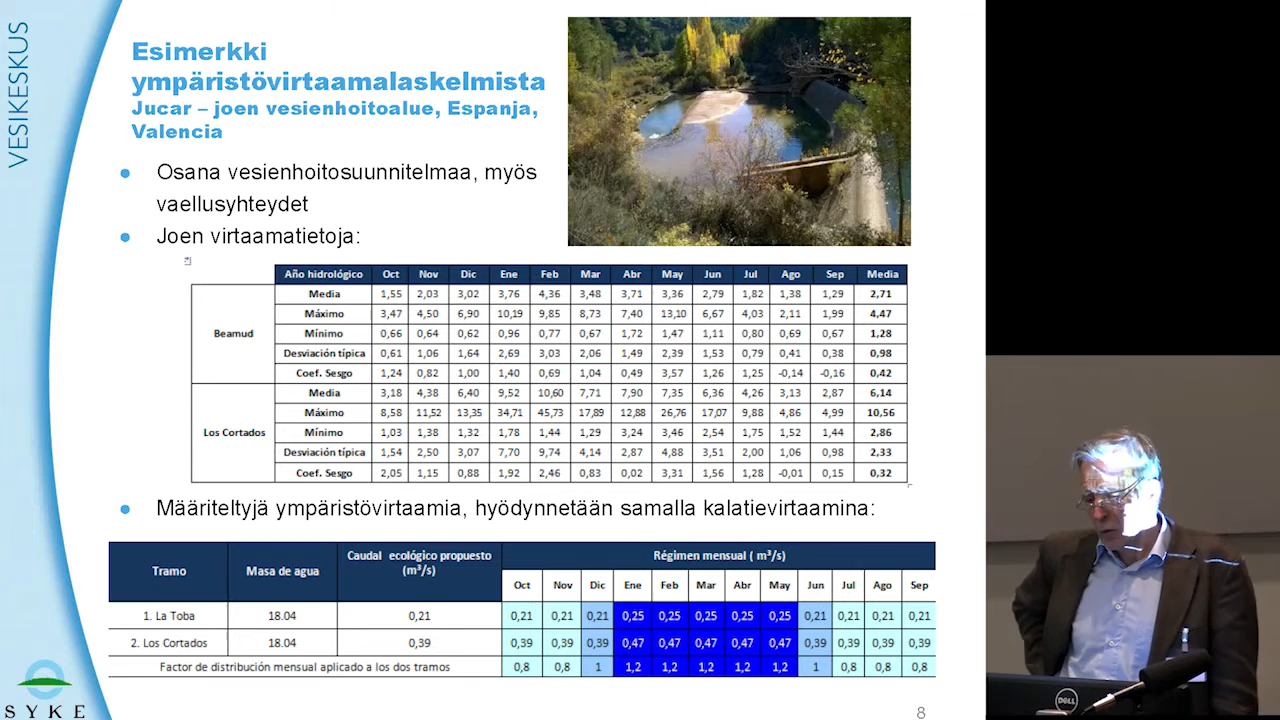 VESIKESKUS
Esimerkki
ympäristövirtaamalaskelmista
Jucar – joen vesienhoitoalue, Espanja,
Valencia
Osana vesienhoitosuunnitelmaa, myös
vaellusyhteydet
Joen virtaamatietoja:
Año hidrológico Oct Nov Dic Ene Feb Mar Abr May Jun Jul Ago Sep Media
Beamud
Media 1,55 2,03 3,02 3,76 4,36 3,48 3,71 3,36 2,79 1,82 1,38 1,29 2,71
Máximo 3,47 4,50 6,90 10,19 9,85 8,73 7,40 13,10 6,67 4,03 2,11 1,99 4,47
Mínimo 0,66 0,64 0,62 0,96 0,77 0,67 1,72 1,47 1,11 0,80 0,69 0,67 1,28
Desviación típica 0,61 1,06 1,64 2,69 3,03 2,06 1,49 2,39 1,53 0,79 0,41 0,38 0,98
Coef. Sesgo 1,24 0,82 1,00 1,40 0,69 1,04 0,49 3,57 1,26 1,25 -0,14 -0,16 0,42
Los Cortados
Media 3,18 4,38 6,40 9,52 10,60 7,71 7,90 7,35 6,36 4,26 3,13 2,87 6,14
Máximo 8,58 11,52 13,35 34,71 45,73 17,89 12,88 26,76 17,07 9,88 4,86 4,99 10,56
Mínimo 1,03 1,38 1,32 1,78 1,44 1,29 3,24 3,46 2,54 1,75 1,52 1,44 2,86
Desviación típica 1,54 2,50 3,07 7,70 9,74 4,14 2,87 4,88 3,51 2,00 1,06 0,98 2,33
Coef. Sesgo 2,05 1,15 0,88 1,92 2,46 0,83 0,02 3,31 1,56 1,28 -0,01 0,15 0,32
Määriteltyjä ympäristövirtaamia, hyödynnetään samalla kalatievirtaamina:
Tramo Masa de agua Caudal ecológico propuesto (m³/s) Régimen mensual ( m³/s)
Oct Nov Dic Ene Feb Mar Abr May Jun Jul Ago Sep
1. La Toba 18.04 0,21 0,21 0,21 0,21 0,25 0,25 0,25 0,25 0,25 0,21 0,21 0,21 0,21
2. Los Cortados 18.04 0,39 0,39 0,39 0,39 0,47 0,47 0,47 0,47 0,47 0,39 0,39 0,39 0,39
Factor de distribución mensual aplicado a los dos tramos 0,8 0,8 1 1,2 1,2 1,2 1,2 1,2 1 0,8 0,8 0,8
SYKE
8
DELL